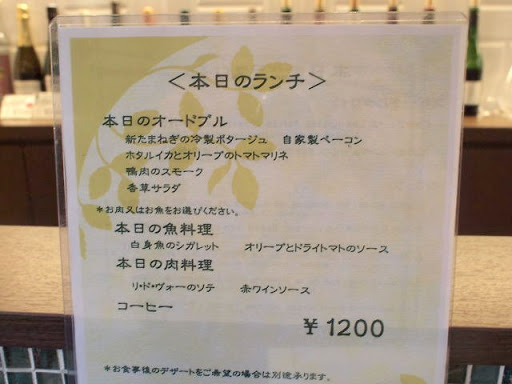 ＜本日のランチ＞
本日のオードブル
新たまねぎの冷製ポタージュ　自家製ベーコン
ホタルイカとオリーブのトマトマリネ
鴨肉のスモーク
香草サラダ
＊お肉又はお魚をお選びください。
本日の魚料理
白身魚のシガレット　オリーブとドライトマトのソース
本日の肉料理
リ・ド・ヴォーのソテ　赤ワインソース
コーヒー
￥1200
＊お食事後のデザートをご希望の場合は別途承ります。